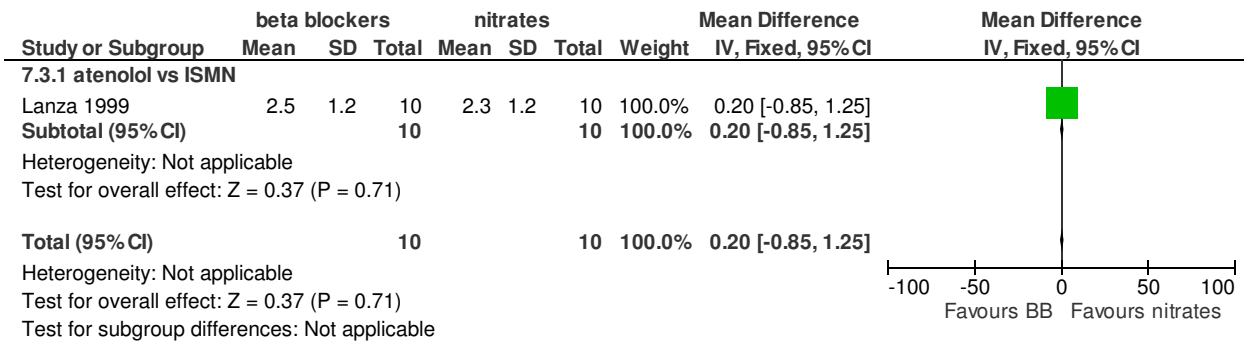 beta blockers nitrates Mean Difference Mean Difference
Study or Subgroup Mean SD Total Mean SD Total Weight IV, Fixed, 95% CI IV, Fixed, 95% CI
7.3.1 atenolol vs ISMN
Lanza 1999 2.5 1.2 10 2.3 1.2 10 100.0% 0.20 [-0.85, 1.25]
Subtotal (95% CI) 10 10 100.0% 0.20 [-0.85, 1.25]
Heterogeneity: Not applicable
Test for overall effect: Z = 0.37 (P = 0.71)
Total (95% CI) 10 10 100.0% 0.20 [-0.85, 1.25]
Heterogeneity: Not applicable
Test for overall effect: Z = 0.37 (P = 0.71)
Test for subgroup differences: Not applicable
-100 -50 0 50 100
Favours BB Favours nitrates